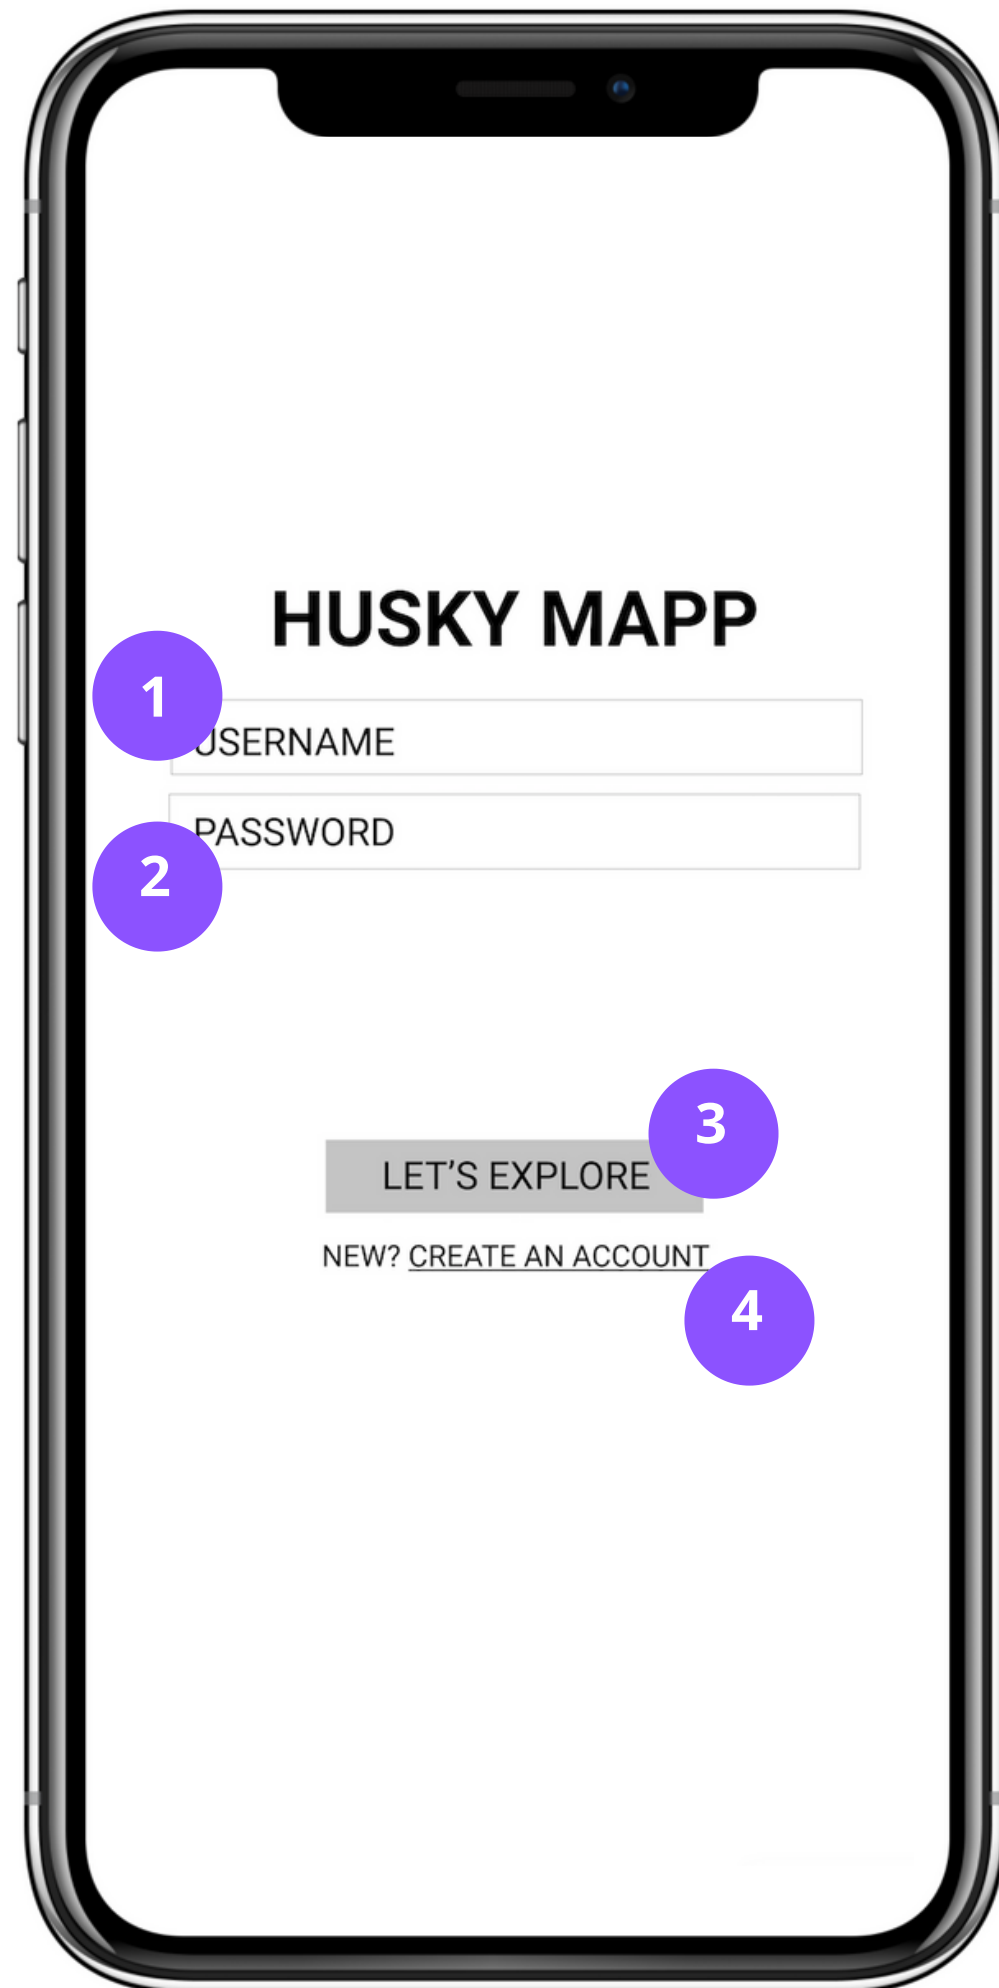 HUSKY MAPP
1
USERNAME
PASSWORD
2
3
LET'S EXPLORE
NEW? CREATE AN ACCOUNT
4